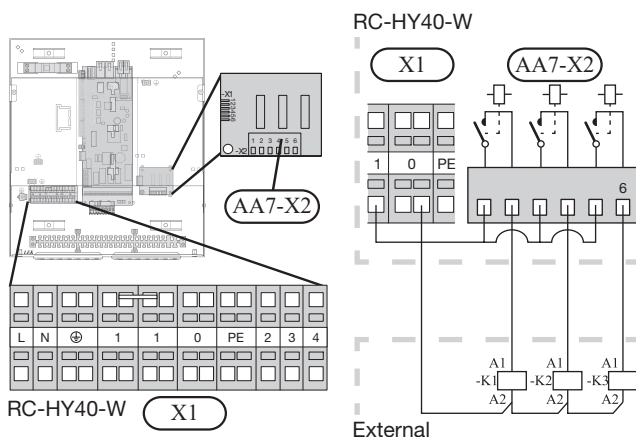 -X1
123456
-X2
1 2 3 4 5 6
AA7-X2
L N 1 1 0 PE 2 3 4
RC-HY40-W
X1
RC-HY40-W
X1
AA7-X2
1 0 PE
6
A1 A1 A1
-K1 -K2 -K3
A2 A2 A2
External